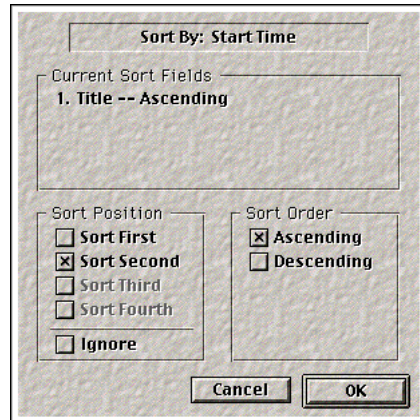 Sort By: Start Time
Current Sort Fields
1. Title -- Ascending
Sort Position
Sort First
Sort Second
Sort Third
Sort Fourth
Ignore
Sort Order
Ascending
Descending
Cancel
OK